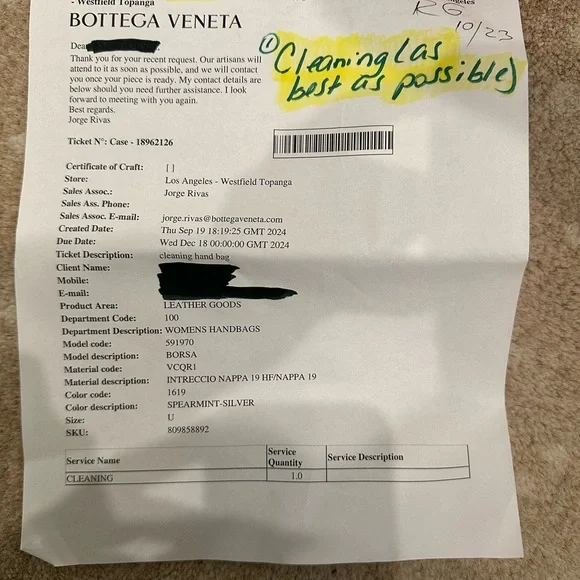 - Westfield Topanga
RG
10/23
BOTTEGA VENETA
① Cleaning (as
best as possible)
Dear
Thank you for your recent request. Our artisans will
attend to it as soon as possible, and we will contact
you once your piece is ready. My contact details are
below should you need further assistance. I look
forward to meeting with you again.
Best regards.
Jorge Rivas
Ticket N°: Case - 18962126
Certificate of Craft: [ ]
Store: Los Angeles - Westfield Topanga
Sales Assoc.: Jorge Rivas
Sales Ass. Phone:
Sales Assoc. E-mail: jorge.rivas@bottegaveneta.com
Created Date: Thu Sep 19 18:19:25 GMT 2024
Due Date: Wed Dec 18 00:00:00 GMT 2024
Ticket Description: cleaning hand bag
Client Name:
Mobile:
E-mail:
Product Area: LEATHER GOODS
Department Code: 100
Department Description: WOMENS HANDBAGS
Model code: 591970
Model description: BORSA
Material code: VCQR1
Material description: INTRECCIO NAPPA 19 HF/NAPPA 19
Color code: 1619
Color description: SPEARMINT-SILVER
Size: U
SKU: 809858892
Service Name Service Quantity Service Description
CLEANING 1.0